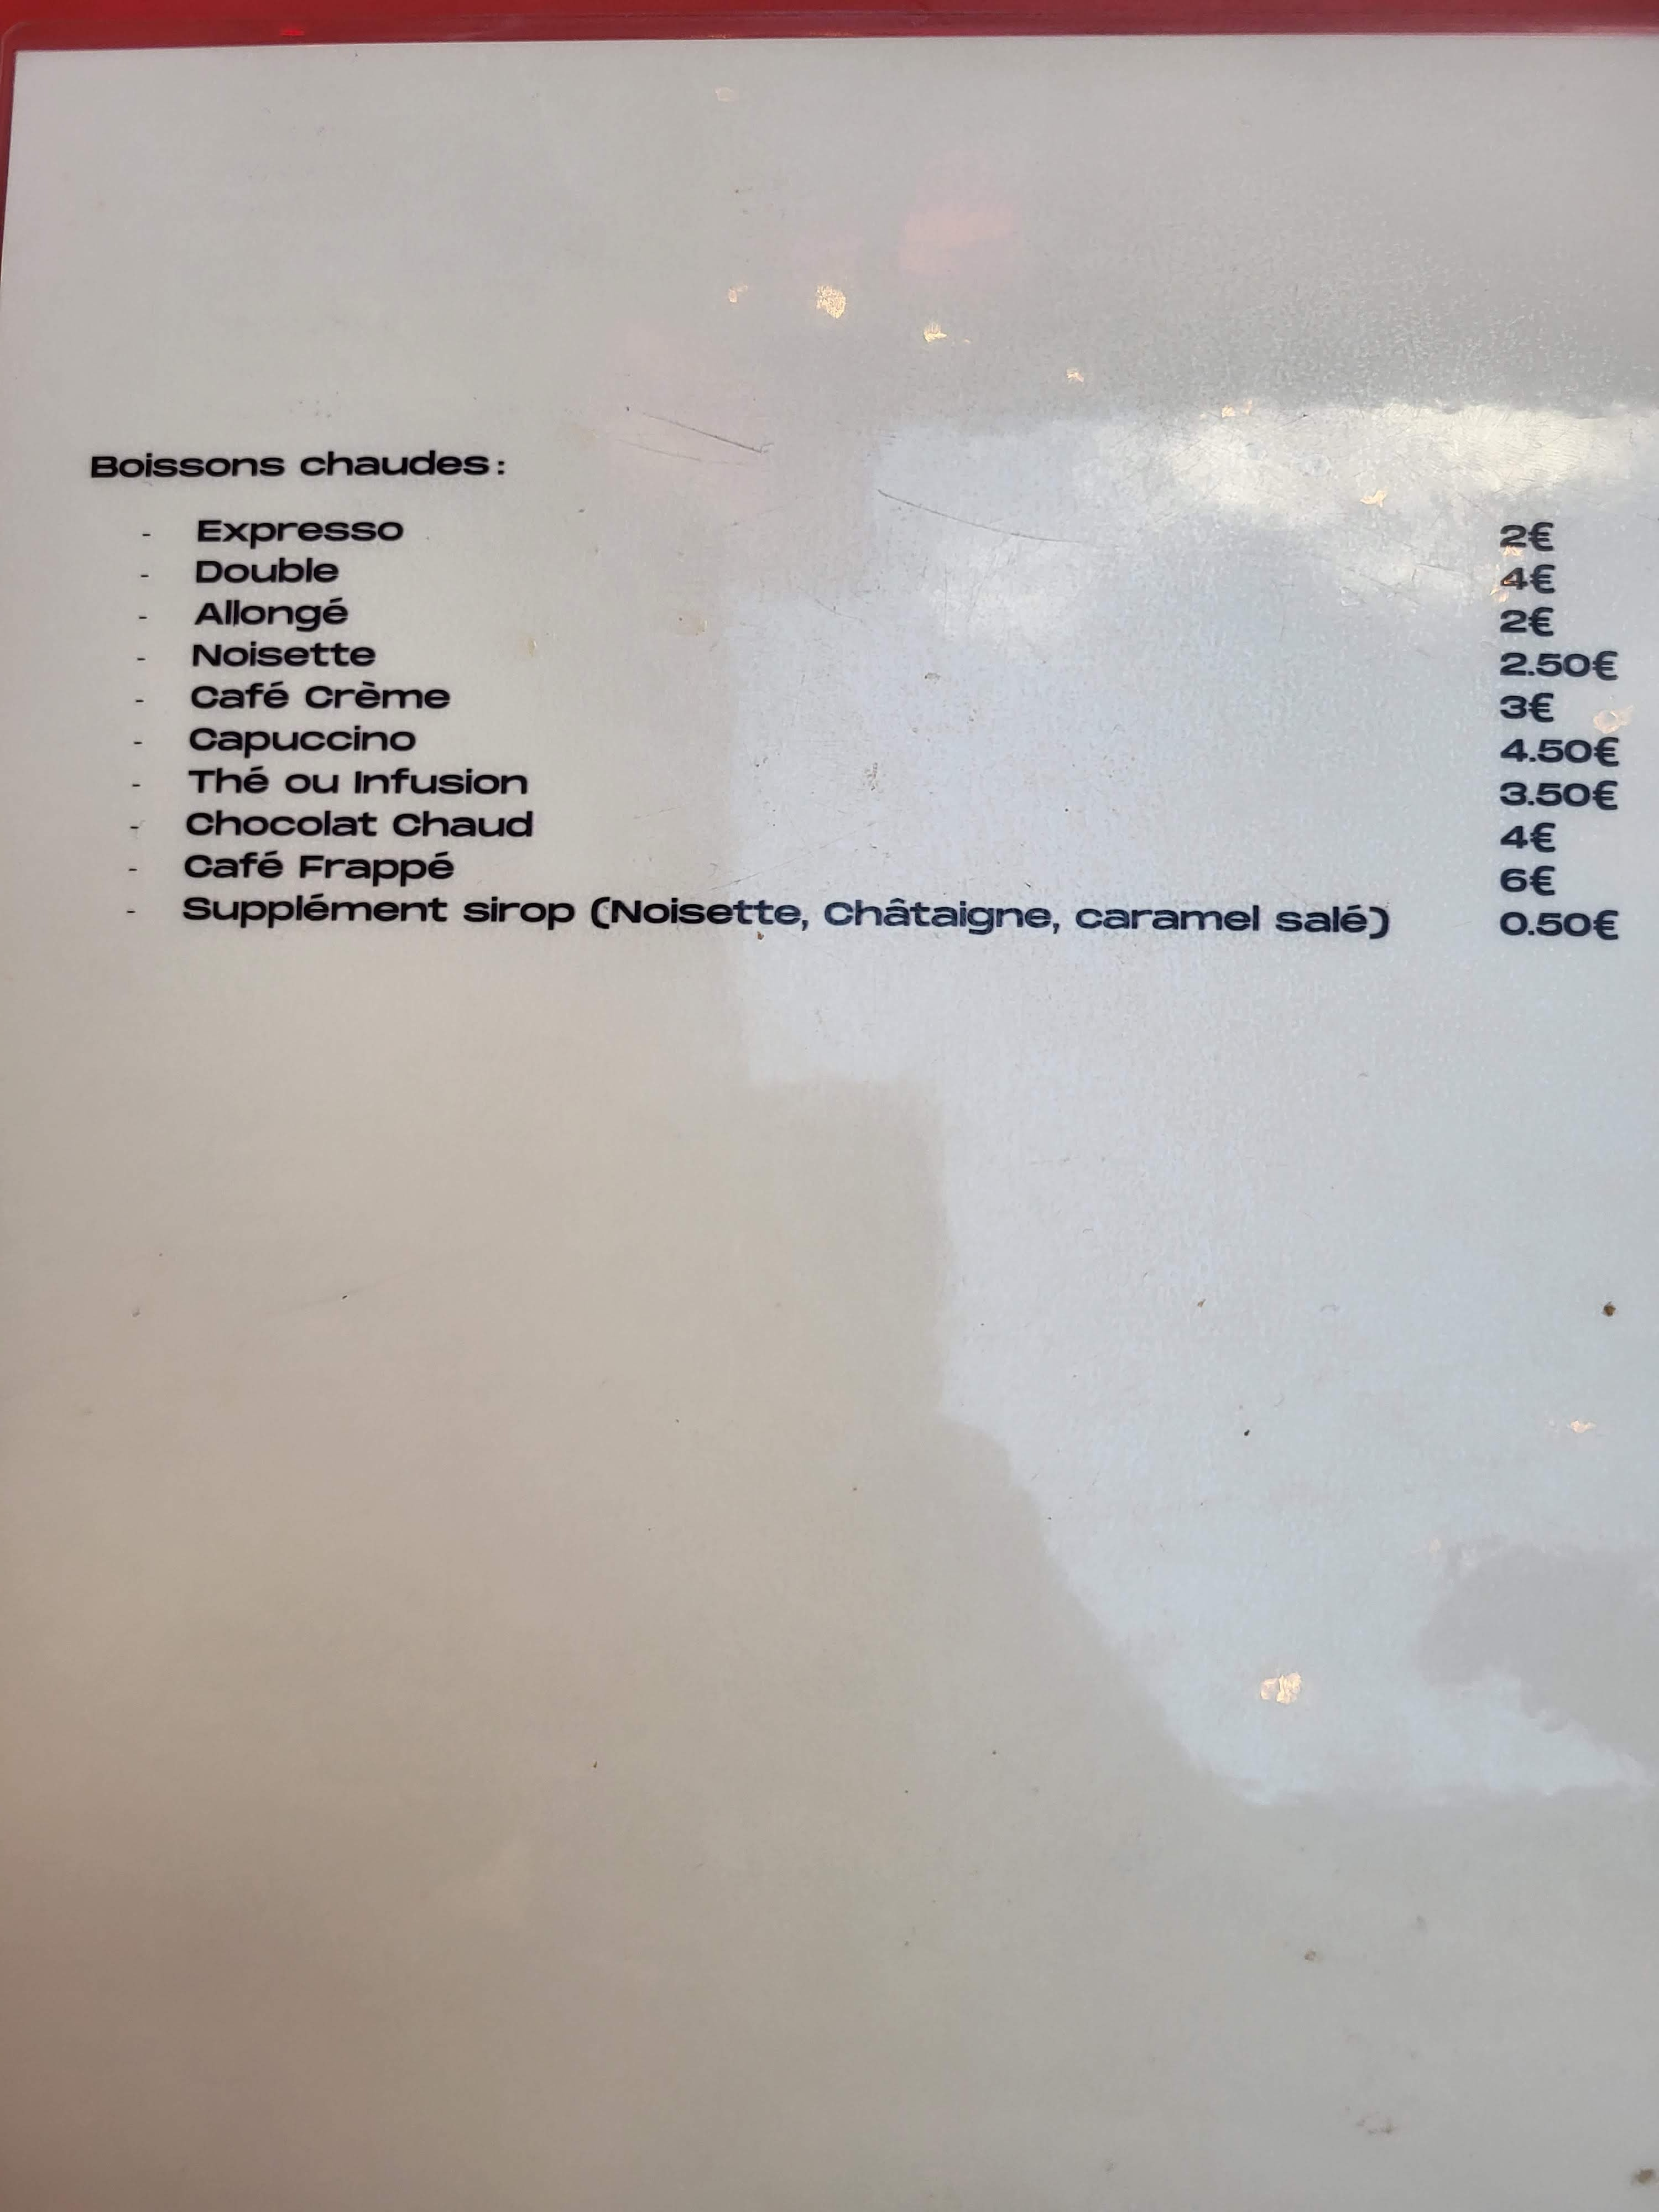 Boissons chaudes :
- Expresso 2€
- Double 4€
- Allongé 2€
- Noisette 2.50€
- Café Crème 3€
- Capuccino 4.50€
- Thé ou Infusion 3.50€
- Chocolat Chaud 4€
- Café Frappé 6€
- Supplément sirop (Noisette, Châtaigne, caramel salé) 0.50€